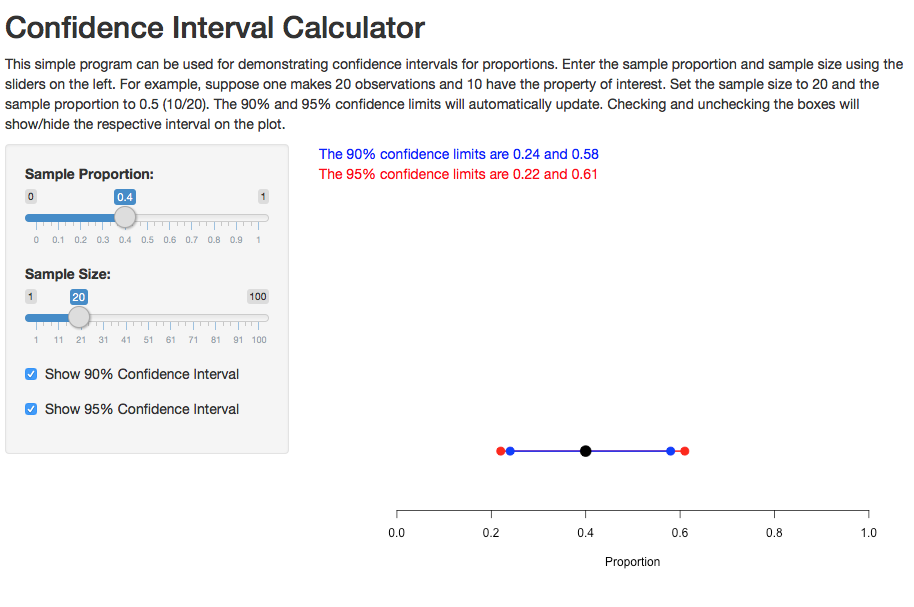 Confidence Interval Calculator
This simple program can be used for demonstrating confidence intervals for proportions. Enter the sample proportion and sample size using the
sliders on the left. For example, suppose one makes 20 observations and 10 have the property of interest. Set the sample size to 20 and the
sample proportion to 0.5 (10/20). The 90% and 95% confidence limits will automatically update. Checking and unchecking the boxes will
show/hide the respective interval on the plot.
The 90% confidence limits are 0.24 and 0.58
The 95% confidence limits are 0.22 and 0.61
Sample Proportion:
0 0.4 1
0 0.1 0.2 0.3 0.4 0.5 0.6 0.7 0.8 0.9 1
Sample Size:
1 20 100
1 11 21 31 41 51 61 71 81 91 100
Show 90% Confidence Interval
Show 95% Confidence Interval
0.0 0.2 0.4 0.6 0.8 1.0
Proportion